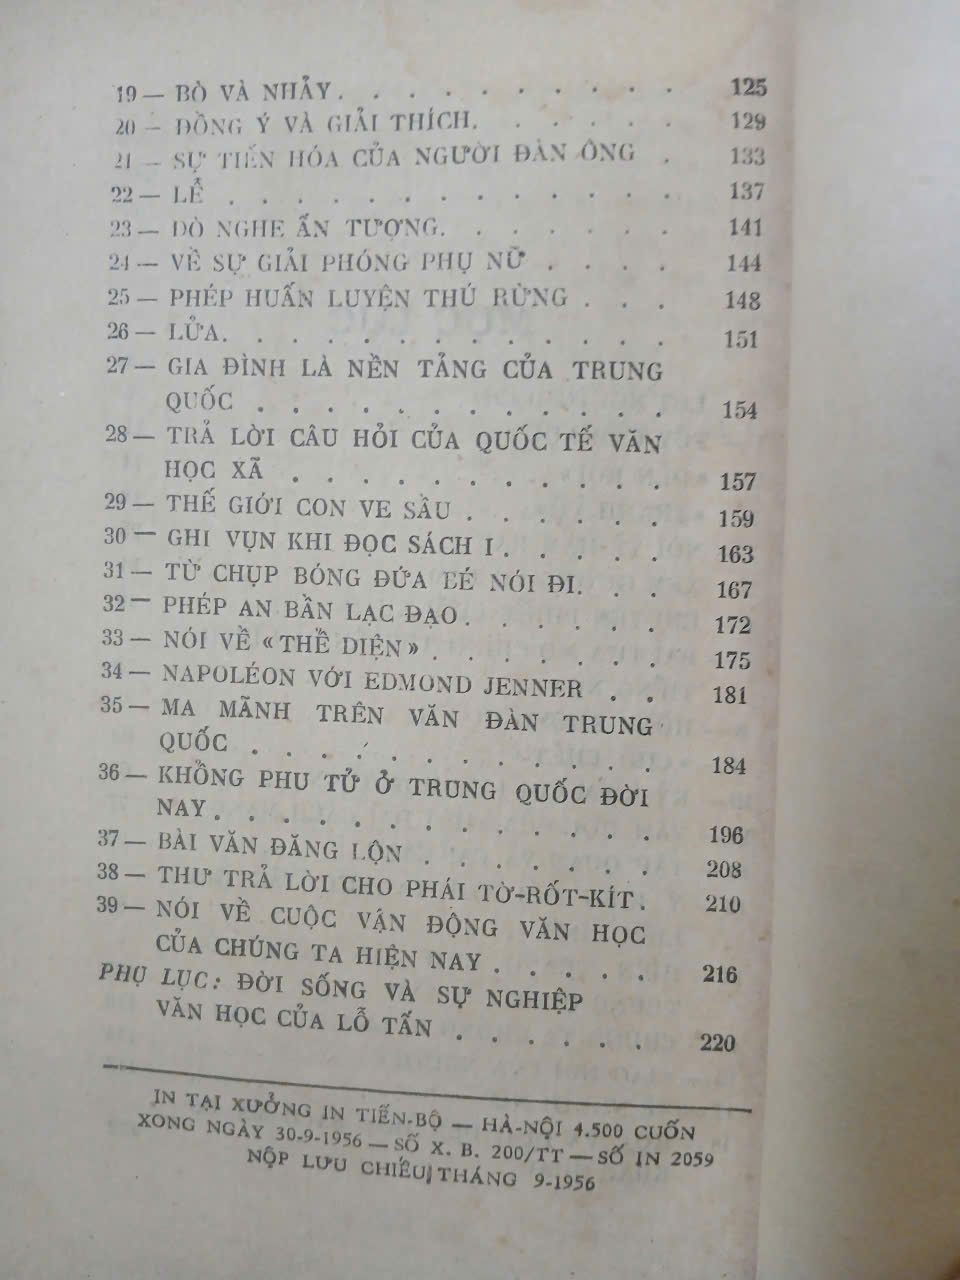 19 — BÒ VÀ NHẢY. . . . . . . . . . 125
20 — ĐỒNG Ý VÀ GIẢI THÍCH. . . . . . 129
21 — SỰ TIẾN HÓA CỦA NGƯỜI ĐÀN ÔNG . 133
22 — LỄ . . . . . . . . . . . . . 137
23 — DÒ NGHE ẤN TƯỢNG. . . . . . . 141
24 — VỀ SỰ GIẢI PHÓNG PHỤ NỮ . . . . 144
25 — PHÉP HUẤN LUYỆN THÚ RỪNG . . . 148
26 — LỬA. . . . . . . . . . . . . 151
27 — GIA ĐÌNH LÀ NỀN TẢNG CỦA TRUNG
QUỐC . . . . . . . . . . . . 154
28 — TRẢ LỜI CÂU HỎI CỦA QUỐC TẾ VĂN
HỌC XÃ . . . . . . . . . . . 157
29 — THẾ GIỚI CON VE SẦU . . . . . . 159
30 — GHI VỤN KHI ĐỌC SÁCH I . . . . . 163
31 — TỪ CHỤP BÓNG ĐỨA BÉ NÓI ĐI. . . 167
32 — PHÉP AN BẦN LẠC ĐẠO . . . . . . 172
33 — NÓI VỀ « THỂ DIỆN » . . . . . . . 175
34 — NAPOLÉON VỚI EDMOND JENNER . . 181
35 — MA MÃNH TRÊN VĂN ĐÀN TRUNG
QUỐC . . . . . . . . . . . . 184
36 — KHỒNG PHU TỬ Ở TRUNG QUỐC ĐỜI
NAY. . . . . . . . . . . . . 196
37 — BÀI VĂN ĐĂNG LỘN . . . . . . . 208
38 — THƯ TRẢ LỜI CHO PHÁI TỜ-RỐT-KÍT. 210
39 — NÓI VỀ CUỘC VẬN ĐỘNG VĂN HỌC
CỦA CHÚNG TA HIỆN NAY . . . . . 216
PHỤ LỤC: ĐỜI SỐNG VÀ SỰ NGHIỆP
VĂN HỌC CỦA LỖ TẤN . . . . . . 220
IN TẠI XƯỞNG IN TIẾN-BỘ — HÀ-NỘI 4.500 CUỐN
XONG NGÀY 30-9-1956 — SỐ X. B. 200/TT — SỐ IN 2059
NỘP LƯU CHIỂU THÁNG 9-1956